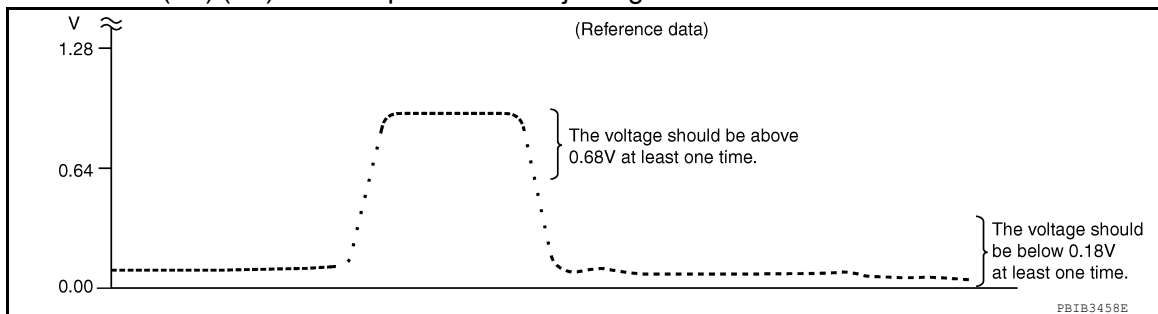 V
(Reference data)
1.28
The voltage should be above
0.68V at least one time.
0.64
The voltage should
be below 0.18V
at least one time.
0.00
PBIB3458E